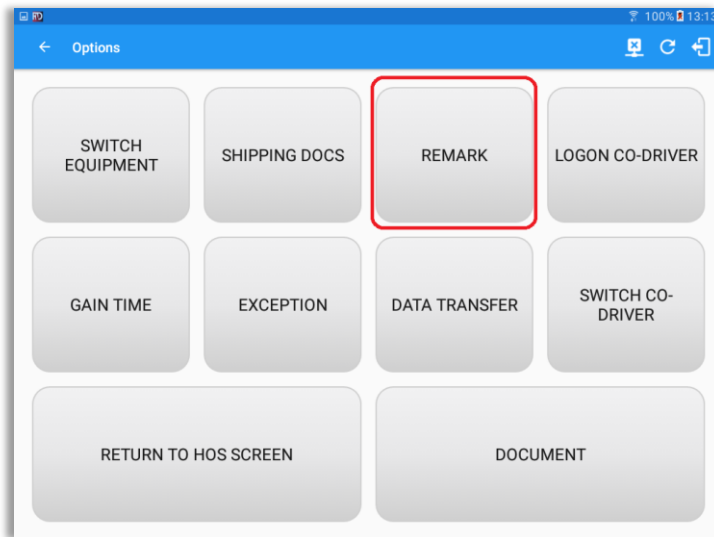 100% 13:13
Options
SWITCH
EQUIPMENT
SHIPPING DOCS
REMARK
LOGON CO-DRIVER
GAIN TIME
EXCEPTION
DATA TRANSFER
SWITCH CO-
DRIVER
RETURN TO HOS SCREEN
DOCUMENT